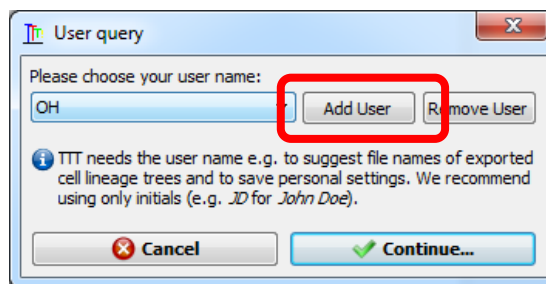 User query
Please choose your user name:
OH Add User Remove User
TTT needs the user name e.g. to suggest file names of exported
cell lineage trees and to save personal settings. We recommend
using only initials (e.g. JD for John Doe).
Cancel Continue...